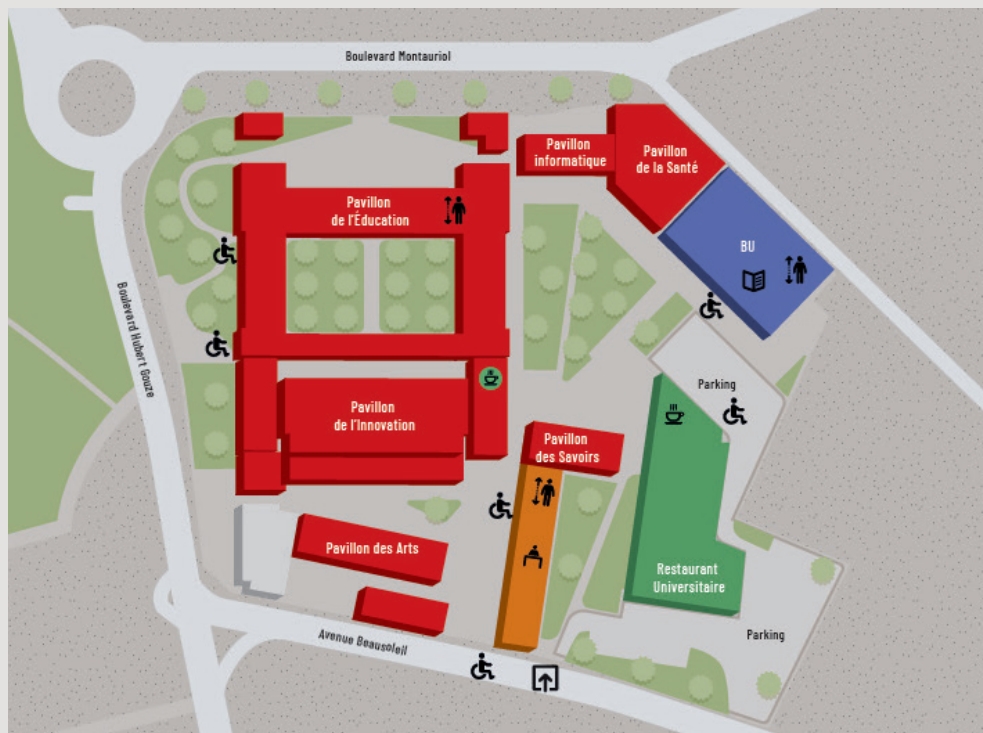 Boulevard Montauriol
Pavillon
informatique
Pavillon
de la Santé
Pavillon
de l'Éducation
BU
Boulevard Hubert Gouze
Parking
Pavillon
de l'Innovation
Pavillon
des Savoirs
Pavillon des Arts
Restaurant
Universitaire
Avenue Beausoleil
Parking